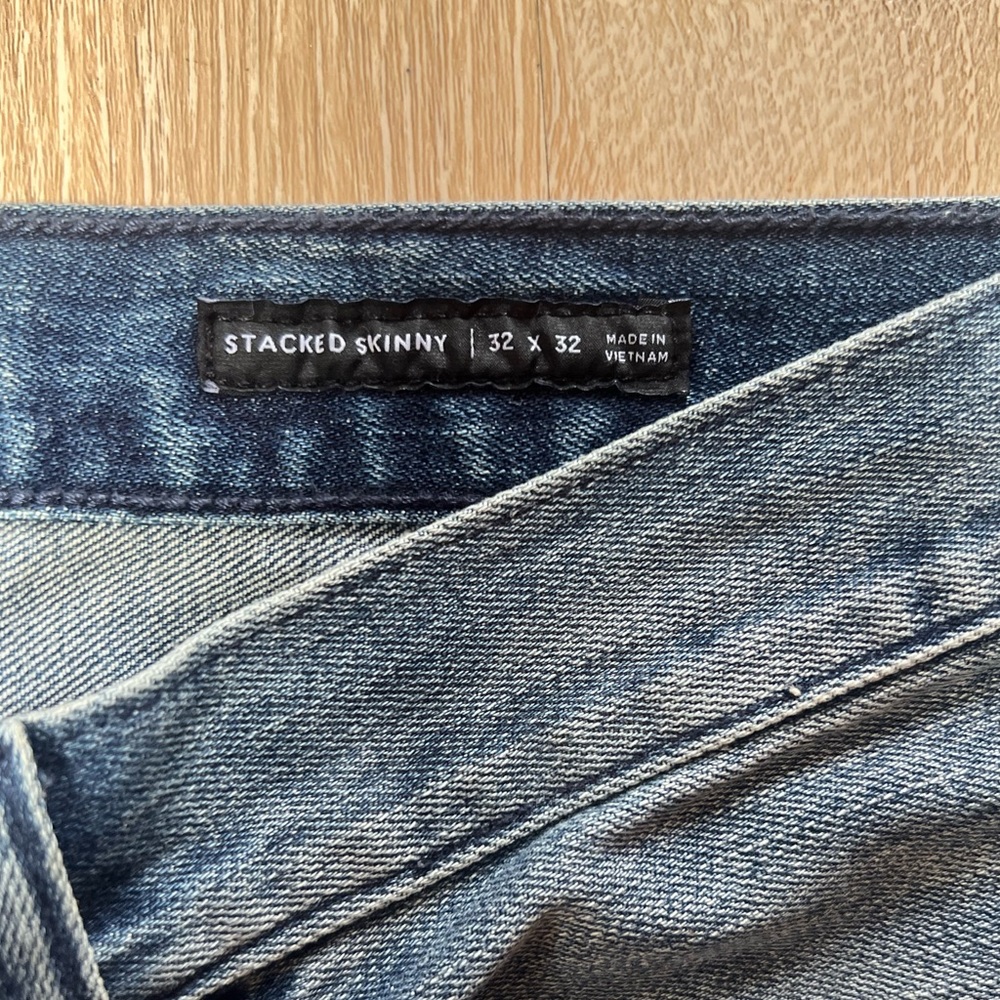 STACKED SKINNY | 32 X 32
MADE IN
VIETNAM